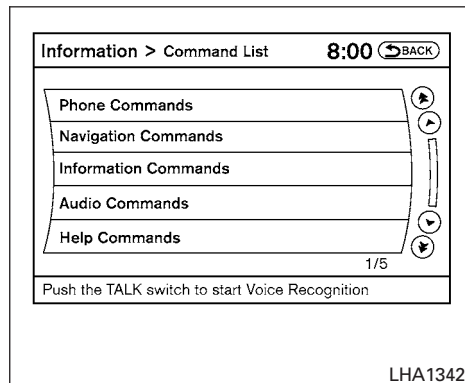 Information > Command List 8:00 BACK
Phone Commands
Navigation Commands
Information Commands
Audio Commands
Help Commands
1/5
Push the TALK switch to start Voice Recognition
LHA1342